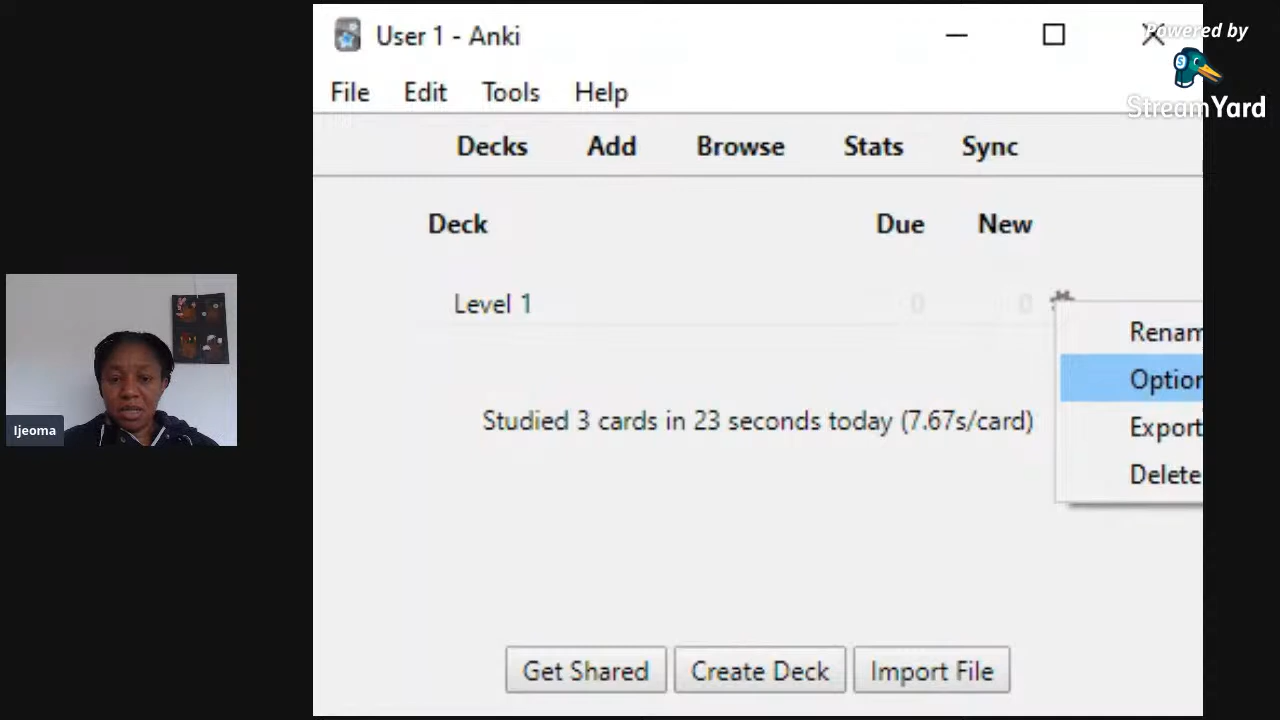 User 1 - Anki
Powered by
StreamYard
File Edit Tools Help
Decks Add Browse Stats Sync
Deck Due New
Level 1 0 0
Renam
Option
Export
Delete
Studied 3 cards in 23 seconds today (7.67s/card)
Ijeoma
Get Shared Create Deck Import File